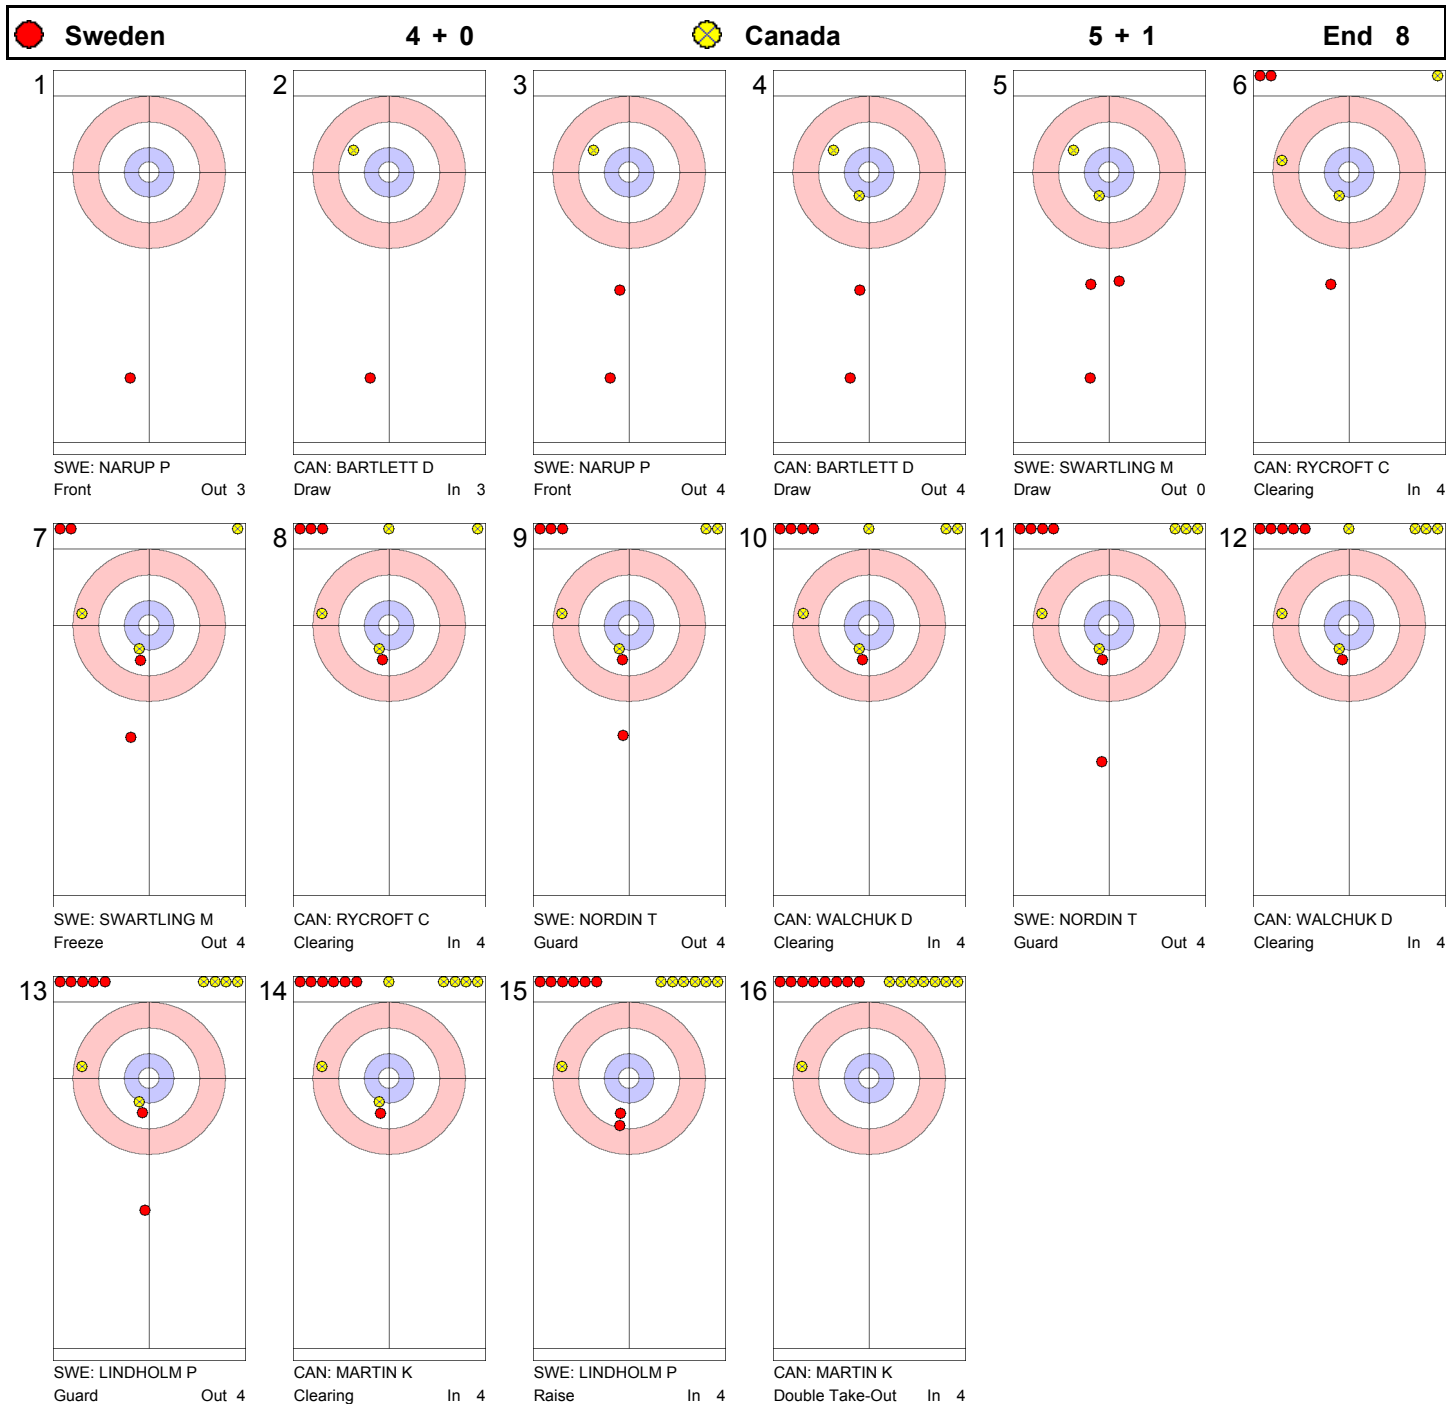 Sweden 4 + 0 Canada 5 + 1 End 8
1 2 3 4 5 6
SWE: NARUP P CAN: BARTLETT D SWE: NARUP P CAN: BARTLETT D SWE: SWARTLING M CAN: RYCROFT C
Front Out 3 Draw In 3 Front Out 4 Draw Out 4 Draw Out 0 Clearing In 4
7 8 9 10 11 12
SWE: SWARTLING M CAN: RYCROFT C SWE: NORDIN T CAN: WALCHUK D SWE: NORDIN T CAN: WALCHUK D
Freeze Out 4 Clearing In 4 Guard Out 4 Clearing In 4 Guard Out 4 Clearing In 4
13 14 15 16
SWE: LINDHOLM P CAN: MARTIN K SWE: LINDHOLM P CAN: MARTIN K
Guard Out 4 Clearing In 4 Raise In 4 Double Take-Out In 4